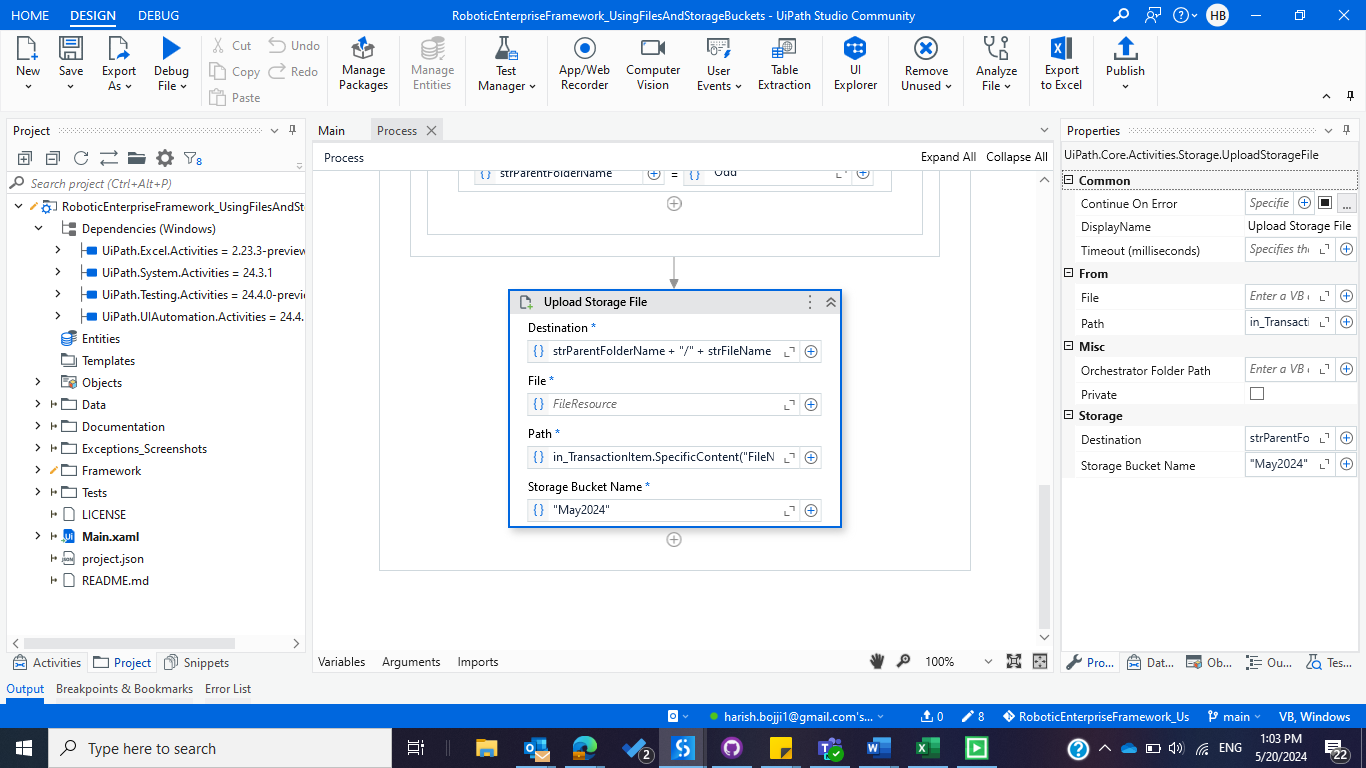 HOME DESIGN DEBUG RoboticEnterpriseFramework_UsingFilesAndStorageBuckets - UiPath Studio Community HB
New Save Export As Debug File Cut Copy Paste Undo Redo Manage Packages Manage Entities Test Manager App/Web Recorder Computer Vision User Events Table Extraction UI Explorer Remove Unused Analyze File Export to Excel Publish
Project
Search project (Ctrl+Alt+P)
RoboticEnterpriseFramework_UsingFilesAndSt
Dependencies (Windows)
UiPath.Excel.Activities = 2.23.3-preview
UiPath.System.Activities = 24.3.1
UiPath.Testing.Activities = 24.4.0-previ
UiPath.UIAutomation.Activities = 24.4.
Entities
Templates
Objects
Data
Documentation
Exceptions_Screenshots
Framework
Tests
LICENSE
Main.xaml
project.json
README.md
Activities Project Snippets
Main Process
Process Expand All Collapse All
strParentFolderName = Odd
Upload Storage File
Destination *
strParentFolderName + "/" + strFileName
File *
FileResource
Path *
in_TransactionItem.SpecificContent("FileN
Storage Bucket Name *
"May2024"
Variables Arguments Imports 100%
Properties
UiPath.Core.Activities.Storage.UploadStorageFile
Common
Continue On Error Specifie ...
DisplayName Upload Storage File
Timeout (milliseconds) Specifies the
From
File Enter a VB
Path in_Transacti
Misc
Orchestrator Folder Path Enter a VB
Private
Storage
Destination strParentFo
Storage Bucket Name "May2024"
Pro... Dat... Ob... Ou... Tes...
Output Breakpoints & Bookmarks Error List
harish.bojji1@gmail.com's... 0 8 RoboticEnterpriseFramework_Us main VB, Windows
Type here to search 2 ENG 1:03 PM
5/20/2024 22